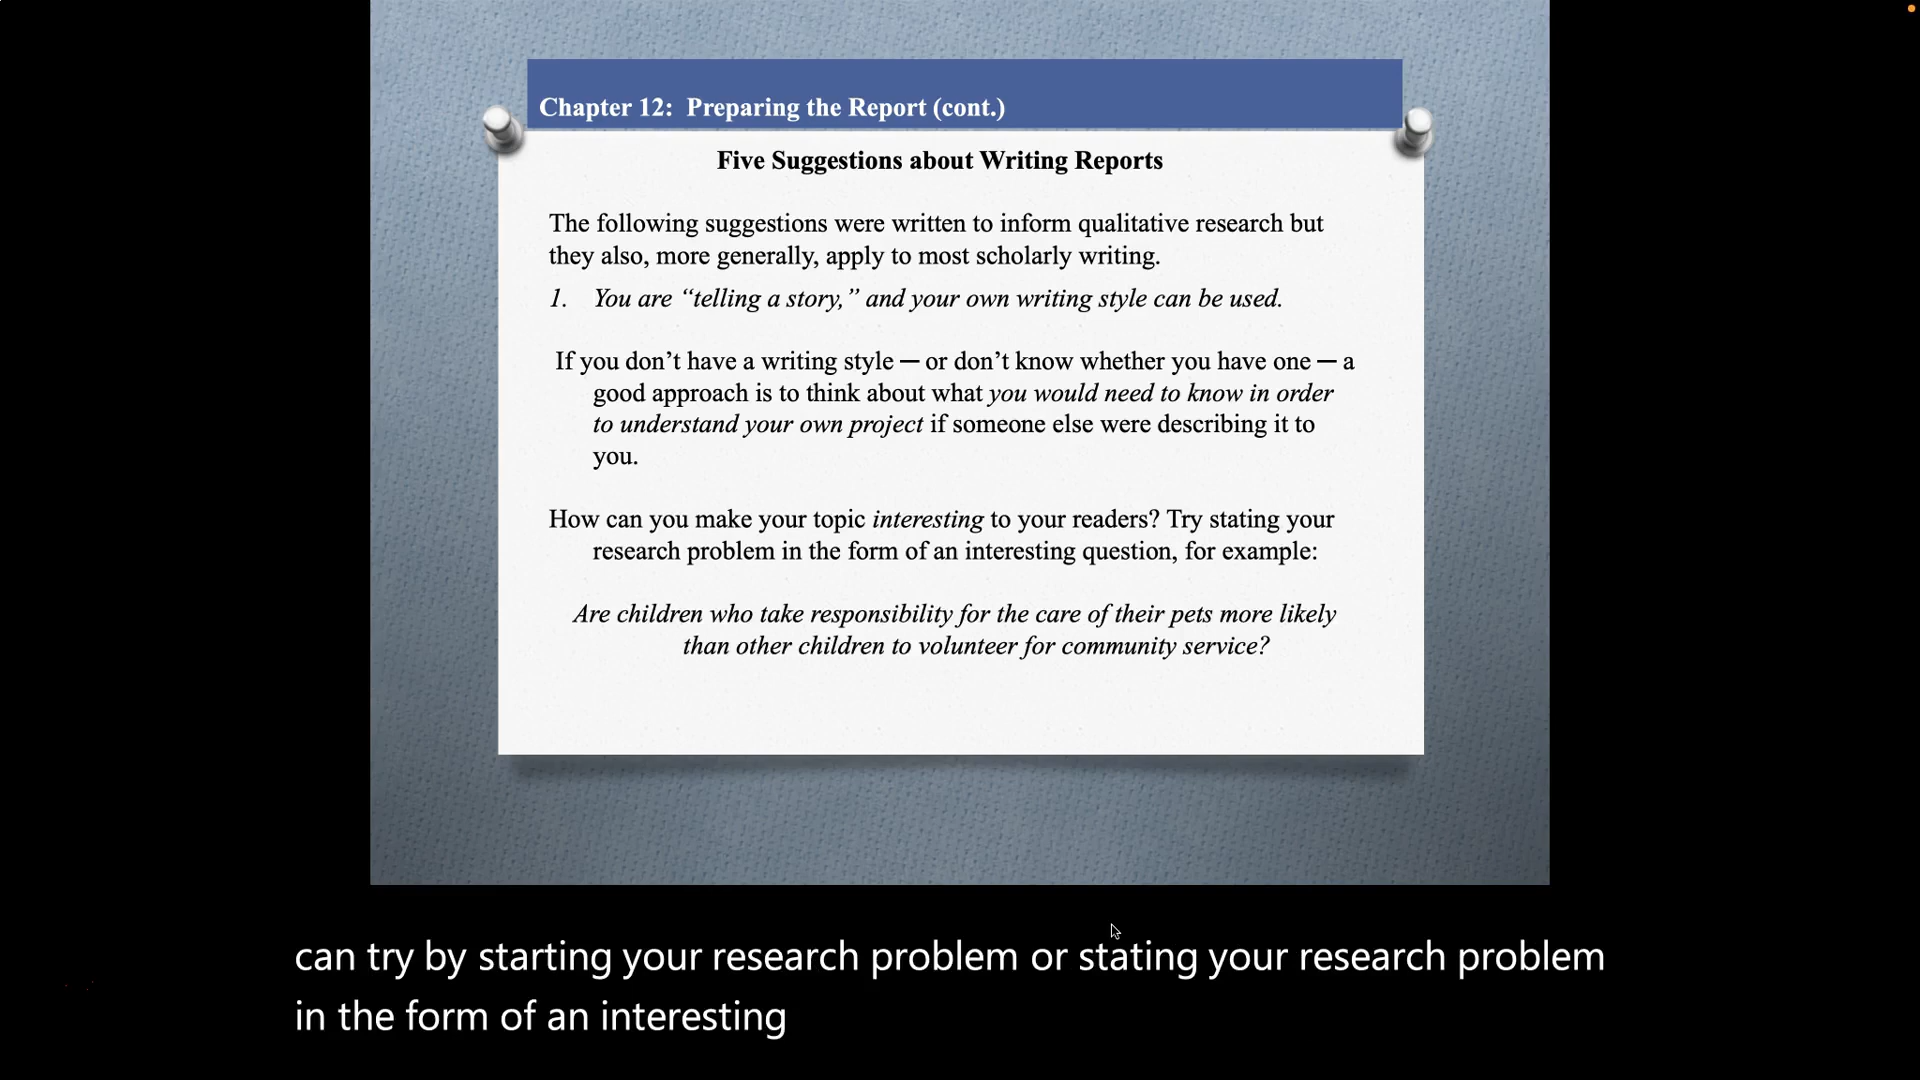 Chapter 12:  Preparing the Report (cont.)
Five Suggestions about Writing Reports
The following suggestions were written to inform qualitative research but
they also, more generally, apply to most scholarly writing.
1. You are “telling a story,” and your own writing style can be used.
If you don’t have a writing style — or don’t know whether you have one — a
good approach is to think about what you would need to know in order
to understand your own project if someone else were describing it to
you.
How can you make your topic interesting to your readers? Try stating your
research problem in the form of an interesting question, for example:
Are children who take responsibility for the care of their pets more likely
than other children to volunteer for community service?
can try by starting your research problem or stating your research problem
in the form of an interesting